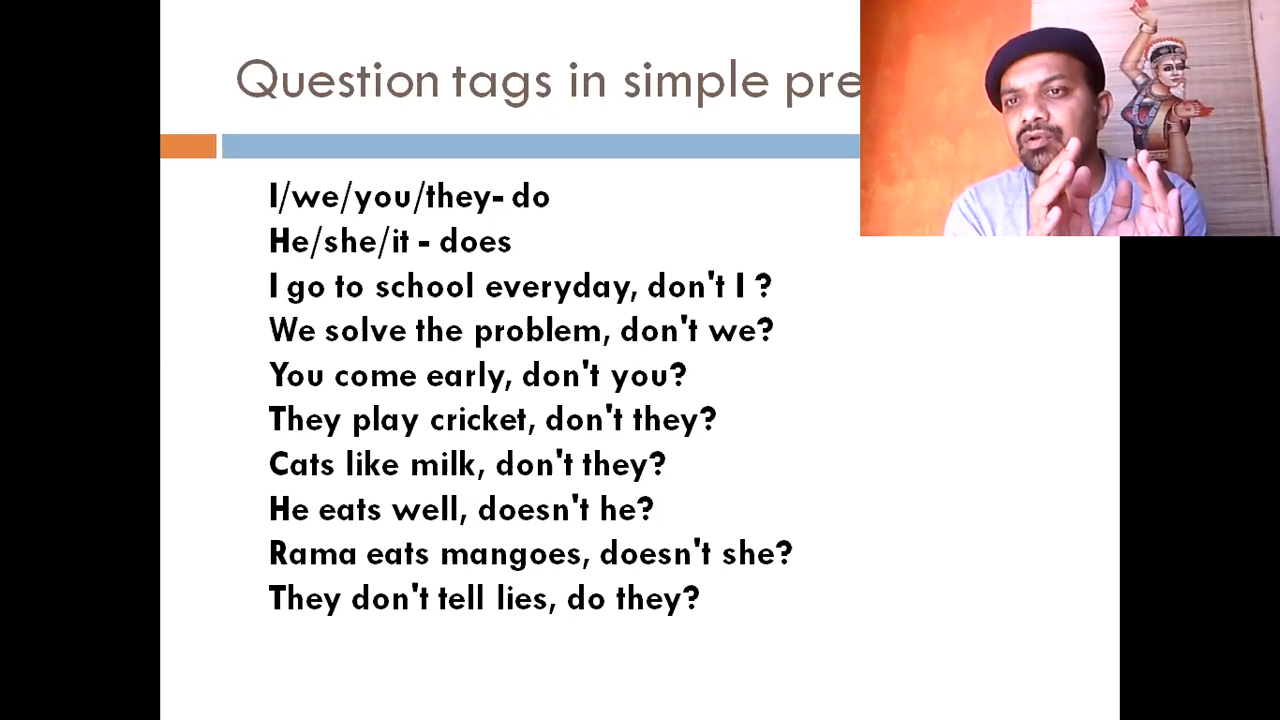 Question tags in simple pre
I/we/you/they- do
He/she/it - does
I go to school everyday, don't I ?
We solve the problem, don't we?
You come early, don't you?
They play cricket, don't they?
Cats like milk, don't they?
He eats well, doesn't he?
Rama eats mangoes, doesn't she?
They don't tell lies, do they?